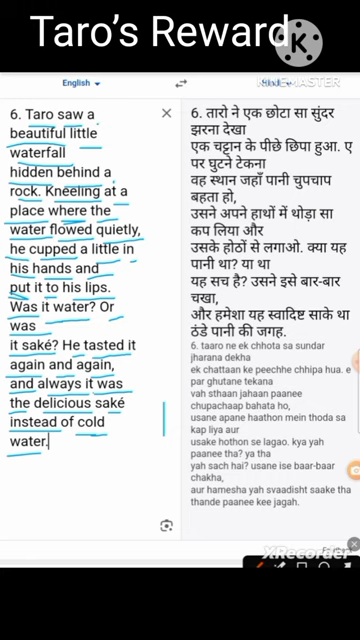 Taro's Reward
KINEMASTER
English
6. Taro saw a
beautiful little
waterfall
hidden behind a
rock. Kneeling at a
place where the
water flowed quietly,
he cupped a little in
his hands and
put it to his lips.
Was it water? Or
was
it saké? He tasted it
again and again,
and always it was
the delicious saké
instead of cold
water.
6. तारो ने एक छोटा सा सुंदर
झरना देखा
एक चट्टान के पीछे छिपा हुआ. ए
पर घुटने टेकना
वह स्थान जहाँ पानी चुपचाप
बहता हो,
उसने अपने हाथों में थोड़ा सा
कप लिया और
उसके होठों से लगाओ. क्या यह
पानी था? या था
यह सच है? उसने इसे बार-बार
चखा,
और हमेशा यह स्वादिष्ट साके था
ठंडे पानी की जगह.
6. taaro ne ek chhota sa sundar
jharana dekha
ek chattaan ke peechhe chhipa hua. e
par ghutane tekana
vah sthaan jahaan paanee
chupachaap bahata ho,
usane apane haathon mein thoda sa
kap liya aur
usake hothon se lagao. kya yah
paanee tha? ya tha
yah sach hai? usane ise baar-baar
chakha,
aur hamesha yah svaadisht saake tha
thande paanee kee jagah.
XRecorder